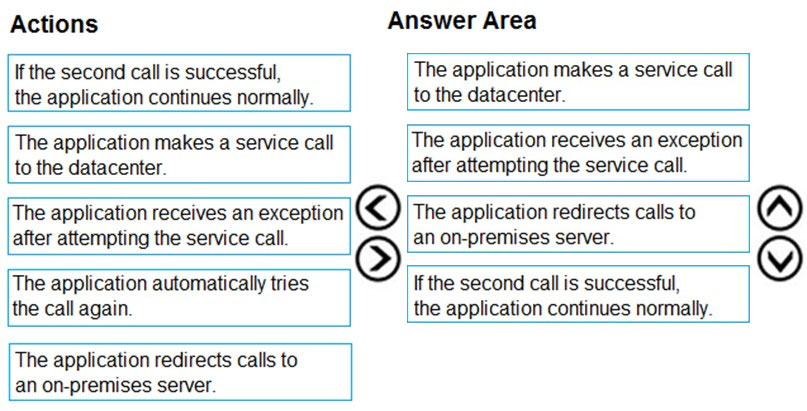 Actions
If the second call is successful,
the application continues normally.
The application makes a service call
to the datacenter.
The application receives an exception
after attempting the service call.
The application automatically tries
the call again.
The application redirects calls to
an on-premises server.
Answer Area
The application makes a service call
to the datacenter.
The application receives an exception
after attempting the service call.
The application redirects calls to
an on-premises server.
If the second call is successful,
the application continues normally.